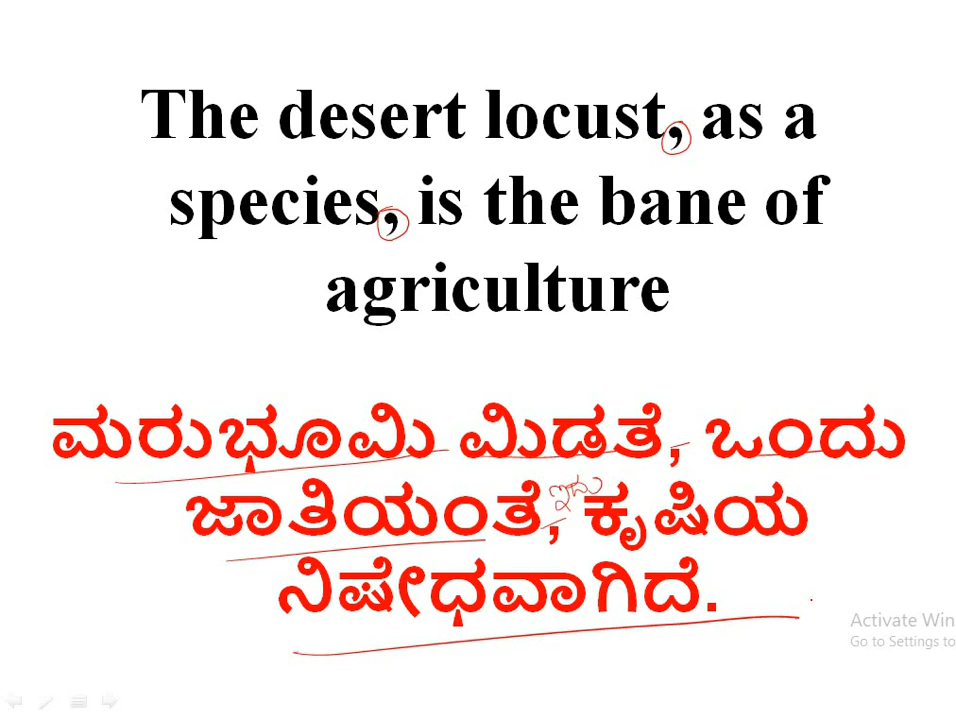 The desert locust, as a
species, is the bane of
agriculture
ಮರುಭೂಮಿ ಮಿಡತೆ, ಒಂದು
ಇದು
ಜಾತಿಯಂತೆ, ಕೃಷಿಯ
ನಿಷೇಧವಾಗಿದೆ.
Activate Win
Go to Settings to